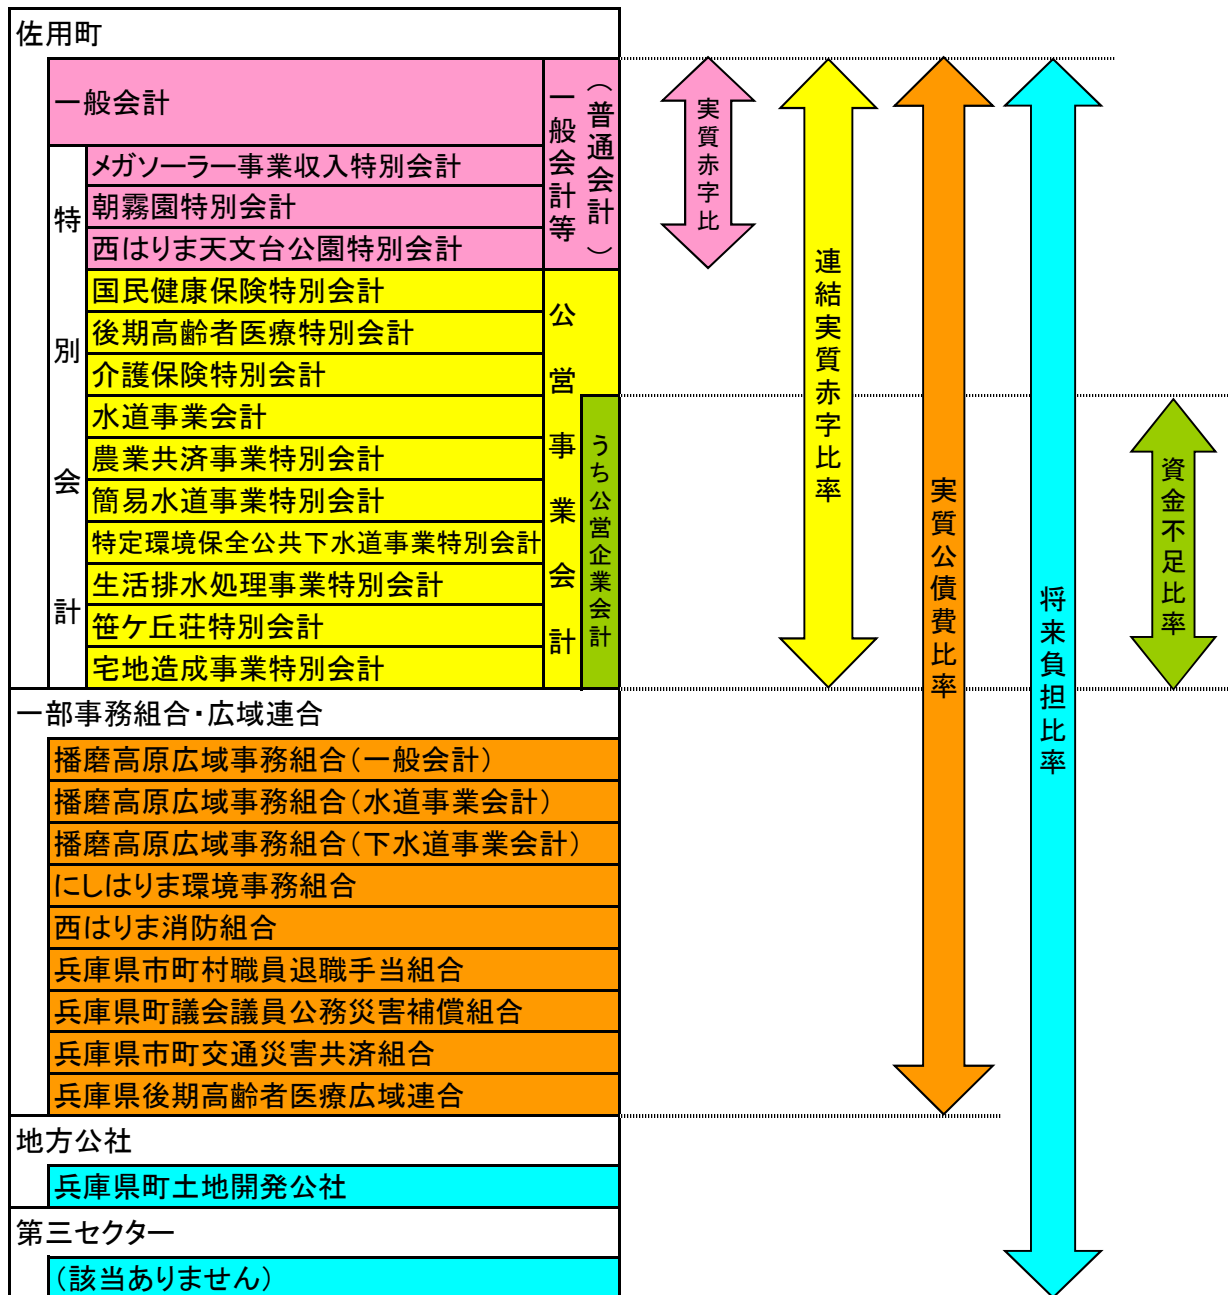 佐用町
一般会計
一般会計等
（普通会計）
特別会計
メガソーラー事業収入特別会計
朝霧園特別会計
西はりま天文台公園特別会計
国民健康保険特別会計
後期高齢者医療特別会計
介護保険特別会計
水道事業会計
農業共済事業特別会計
簡易水道事業特別会計
特定環境保全公共下水道事業特別会計
生活排水処理事業特別会計
笹ケ丘荘特別会計
宅地造成事業特別会計
公営事業会計
うち公営企業会計
一部事務組合・広域連合
播磨高原広域事務組合（一般会計）
播磨高原広域事務組合（水道事業会計）
播磨高原広域事務組合（下水道事業会計）
にしはりま環境事務組合
西はりま消防組合
兵庫県市町村職員退職手当組合
兵庫県町議会議員公務災害補償組合
兵庫県市町交通災害共済組合
兵庫県後期高齢者医療広域連合
地方公社
兵庫県町土地開発公社
第三セクター
（該当ありません）
実質赤字比
連結実質赤字比率
実質公債費比率
将来負担比率
資金不足比率